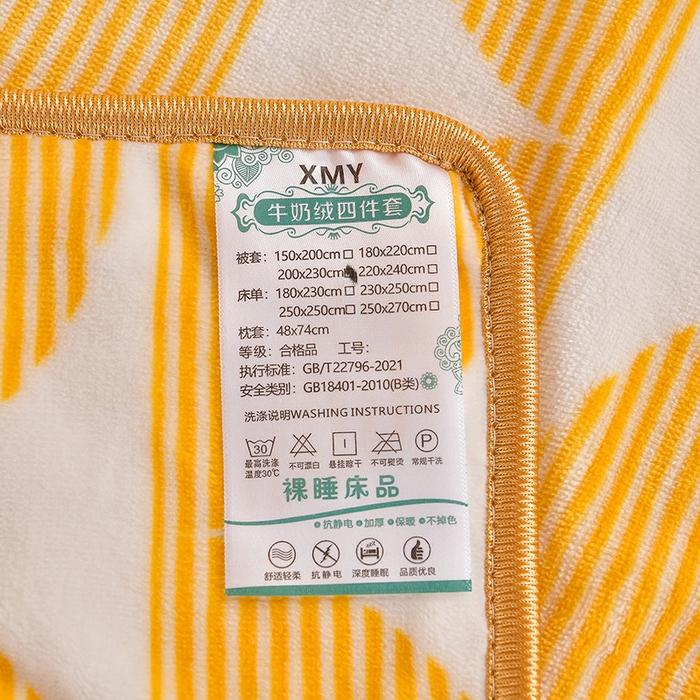 XMY
牛奶绒四件套
被套：150x200cm□ 180x220cm□
200x230cm□ 220x240cm□
床单：180x230cm□ 230x250cm□
250x250cm□ 250x270cm□
枕套：48x74cm
等级：合格品 工号：
执行标准：GB/T22796-2021
安全类别：GB18401-2010(B类)
洗涤说明WASHING INSTRUCTIONS
30 P
最高洗涤温度30℃ 不可漂白 悬挂晾干 不可熨烫 常规干洗
裸睡床品
•抗静电 •加厚 •保暖 •不掉色
舒适轻柔 抗静电 深度睡眠 品质优良